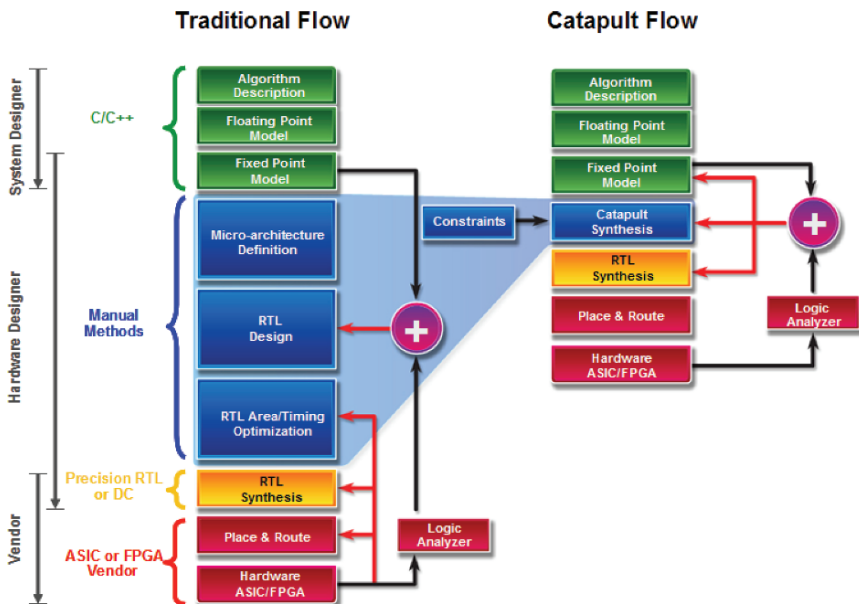 Traditional Flow
Catapult Flow
System Designer
Hardware Designer
Vendor
C/C++
Manual
Methods
Precision RTL
or DC
ASIC or FPGA
Vendor
Algorithm
Description
Floating Point
Model
Fixed Point
Model
Micro-architecture
Definition
RTL
Design
RTL Area/Timing
Optimization
RTL
Synthesis
Place & Route
Hardware
ASIC/FPGA
+
Logic
Analyzer
Constraints
Algorithm
Description
Floating Point
Model
Fixed Point
Model
Catapult
Synthesis
RTL
Synthesis
Place & Route
Hardware
ASIC/FPGA
+
Logic
Analyzer